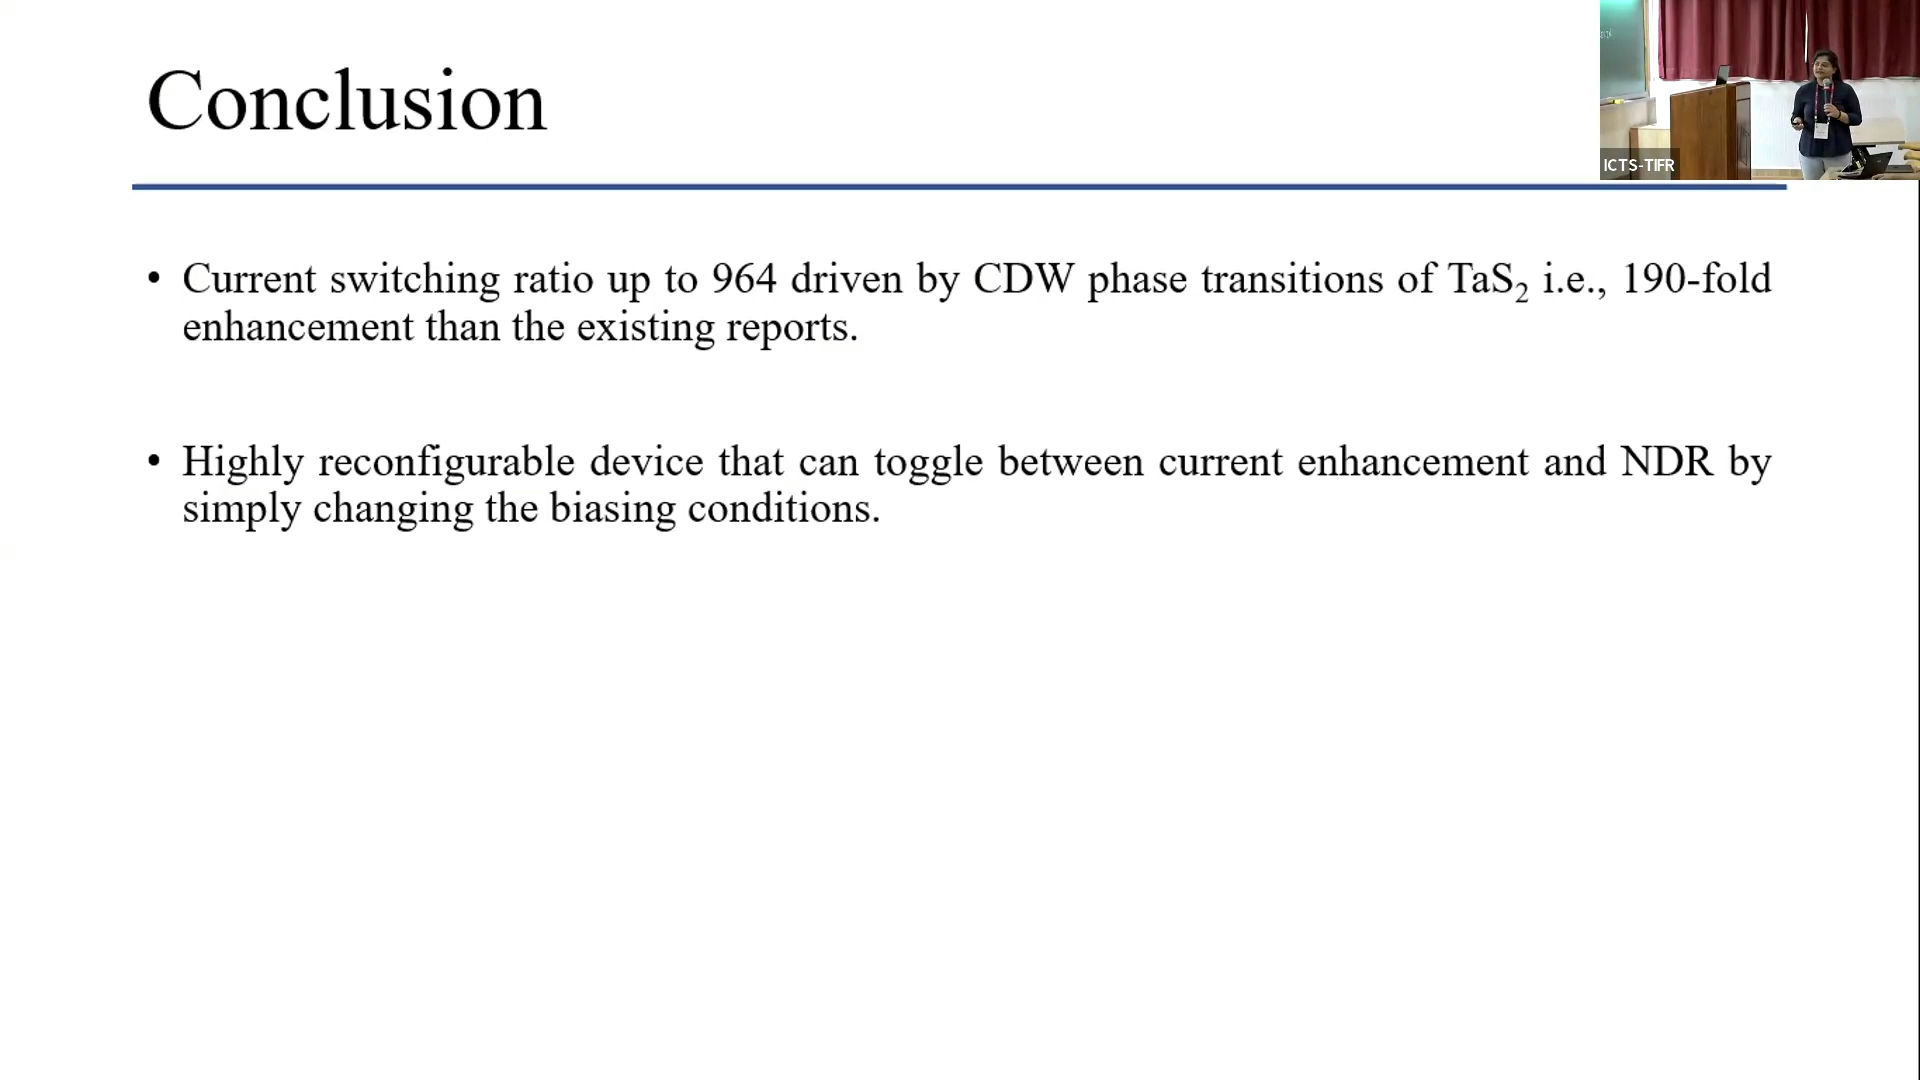 Conclusion
ICTS-TIFR
• Current switching ratio up to 964 driven by CDW phase transitions of TaS₂ i.e., 190-fold
enhancement than the existing reports.
• Highly reconfigurable device that can toggle between current enhancement and NDR by
simply changing the biasing conditions.